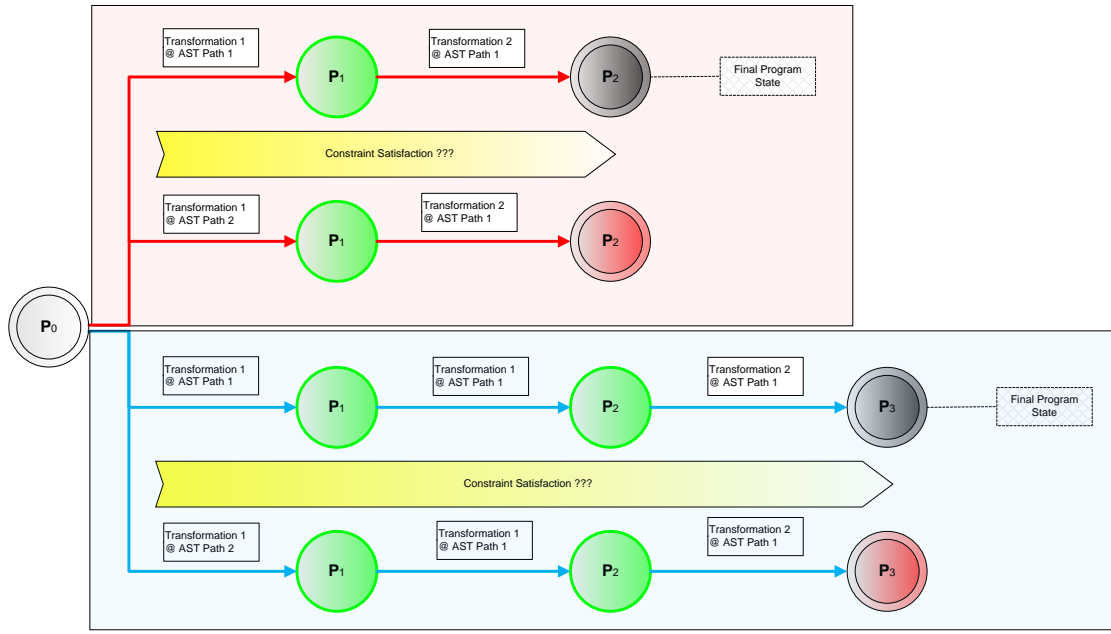 Transformation 1
@ AST Path 1
Transformation 2
@ AST Path 1
P1
P2
Final Program
State
Constraint Satisfaction ???
Transformation 1
@ AST Path 2
Transformation 2
@ AST Path 1
P1
P2
P0
Transformation 1
@ AST Path 1
Transformation 1
@ AST Path 1
Transformation 2
@ AST Path 1
P1
P2
P3
Final Program
State
Constraint Satisfaction ???
Transformation 1
@ AST Path 2
Transformation 1
@ AST Path 1
Transformation 2
@ AST Path 1
P1
P2
P3